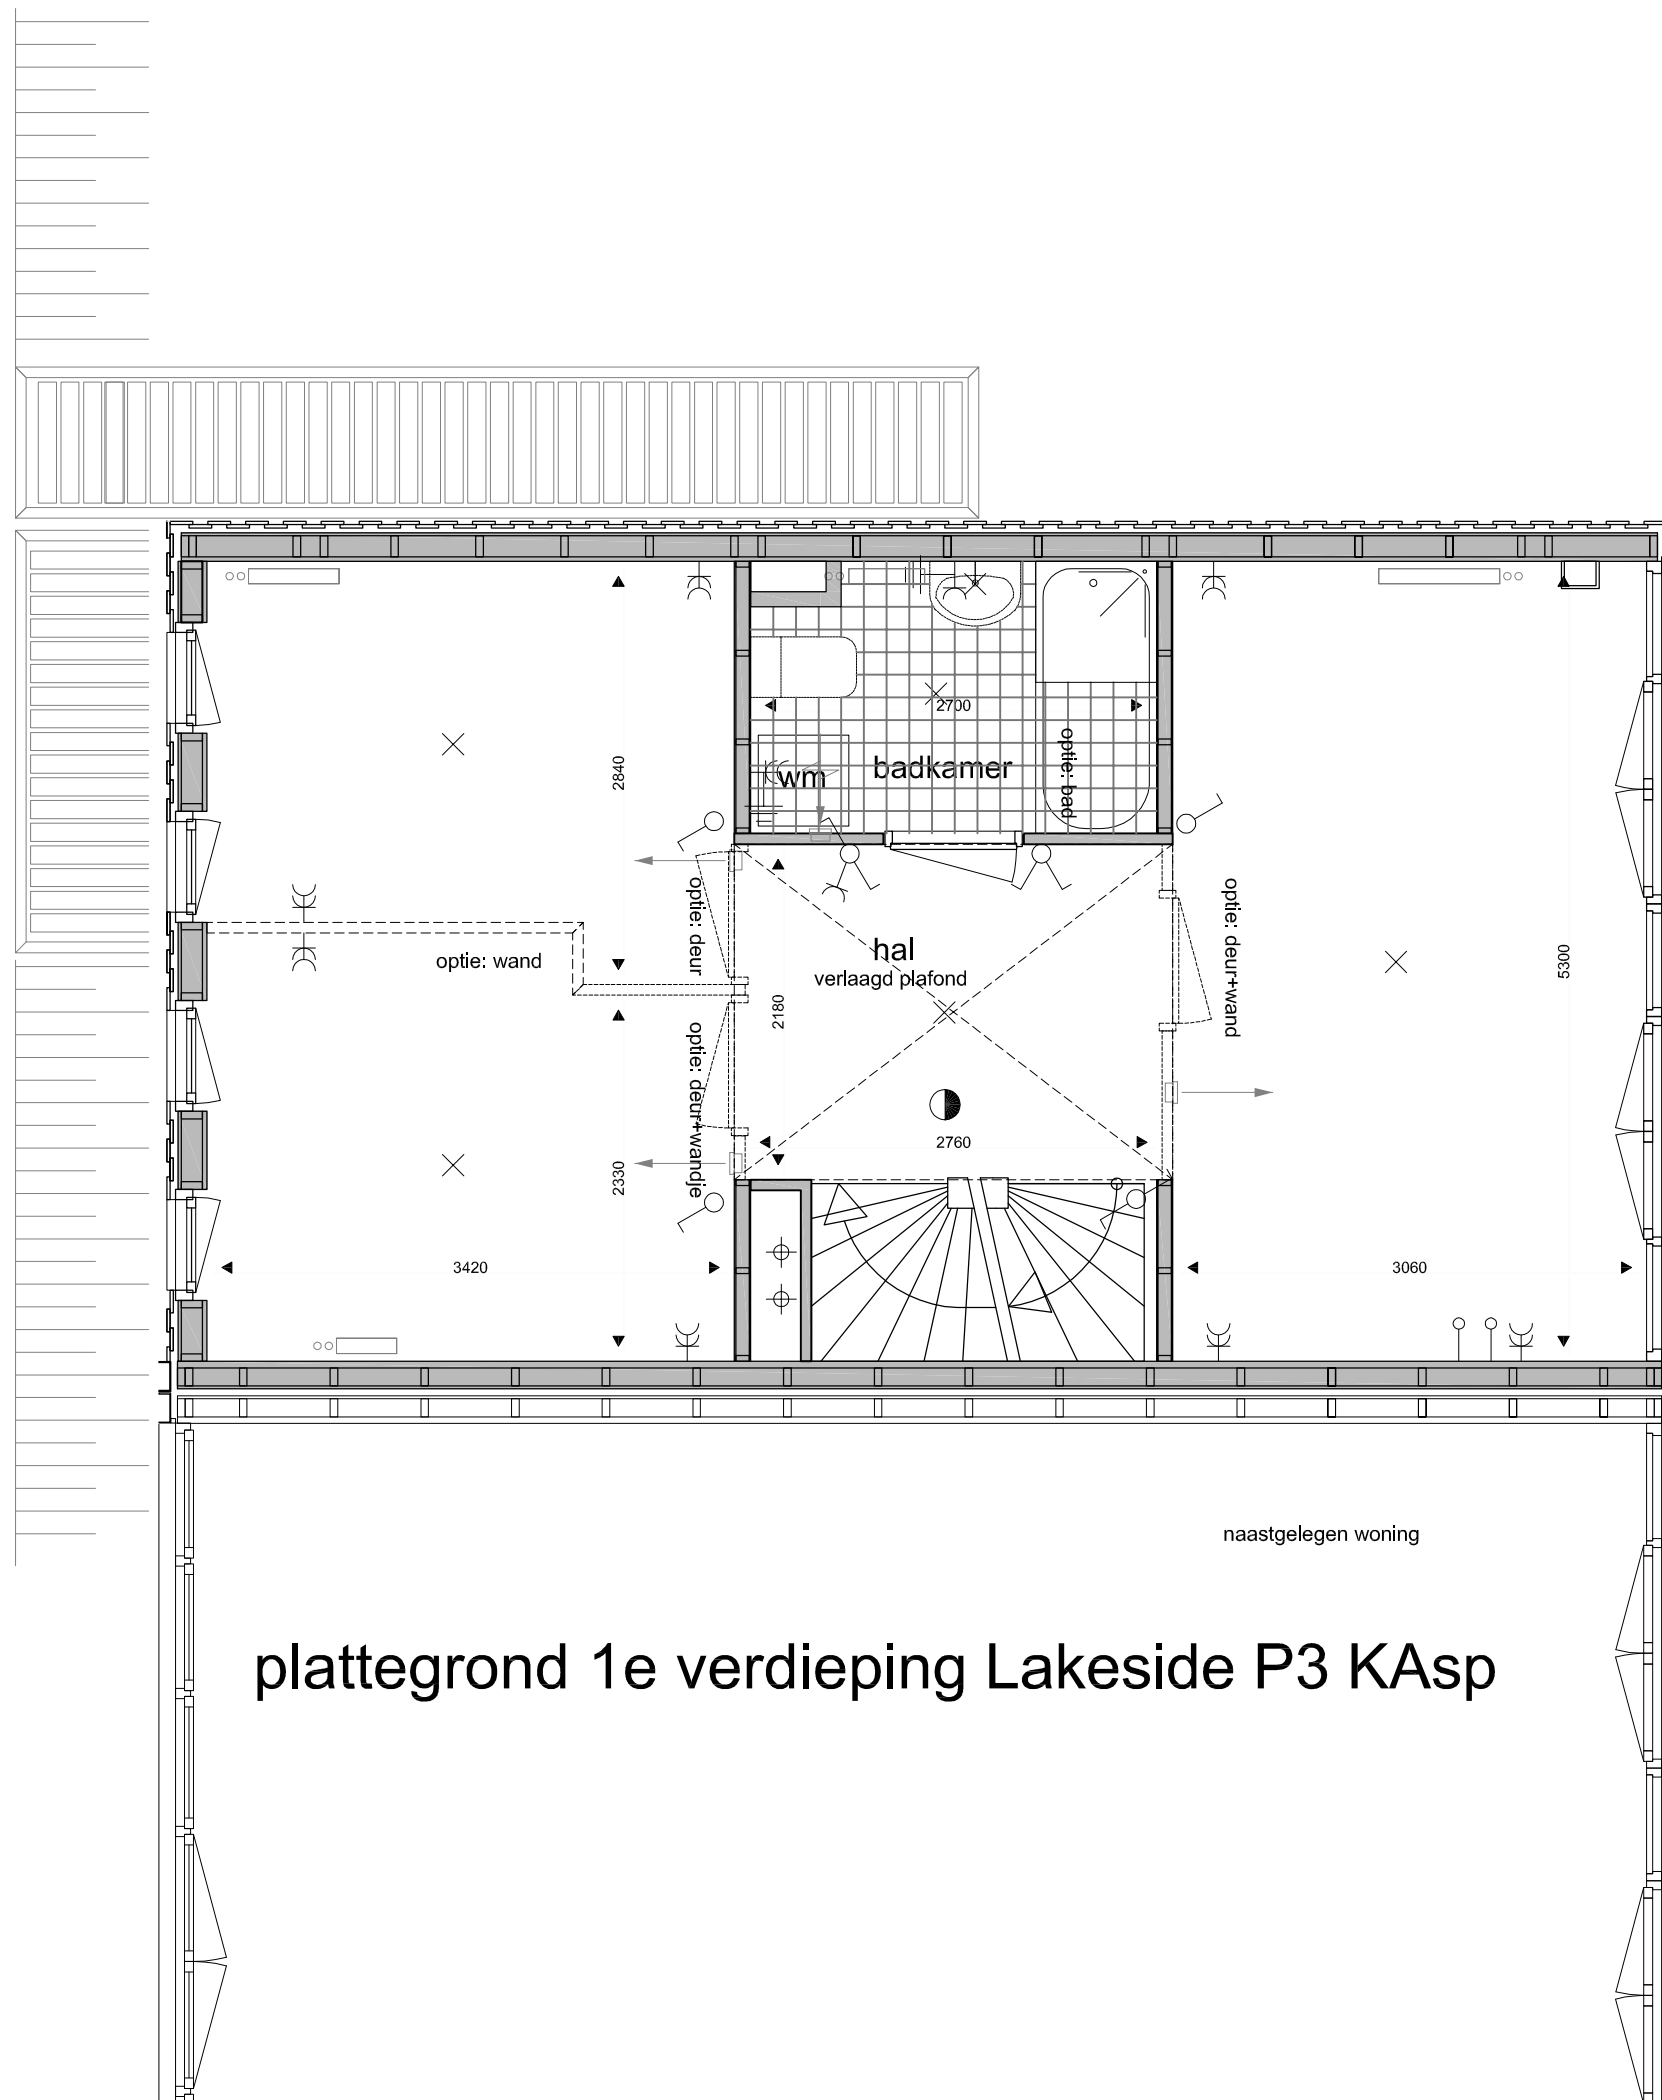 2700
optie: bad
2840
wm
badkamer
optie: deur
optie: deur+wand
hal
optie: wand
verlaagd plafond
5300
2180
optie: deur+wandje
2760
2330
3420
3060
naastgelegen woning
plattegrond 1e verdieping Lakeside P3 KAsp